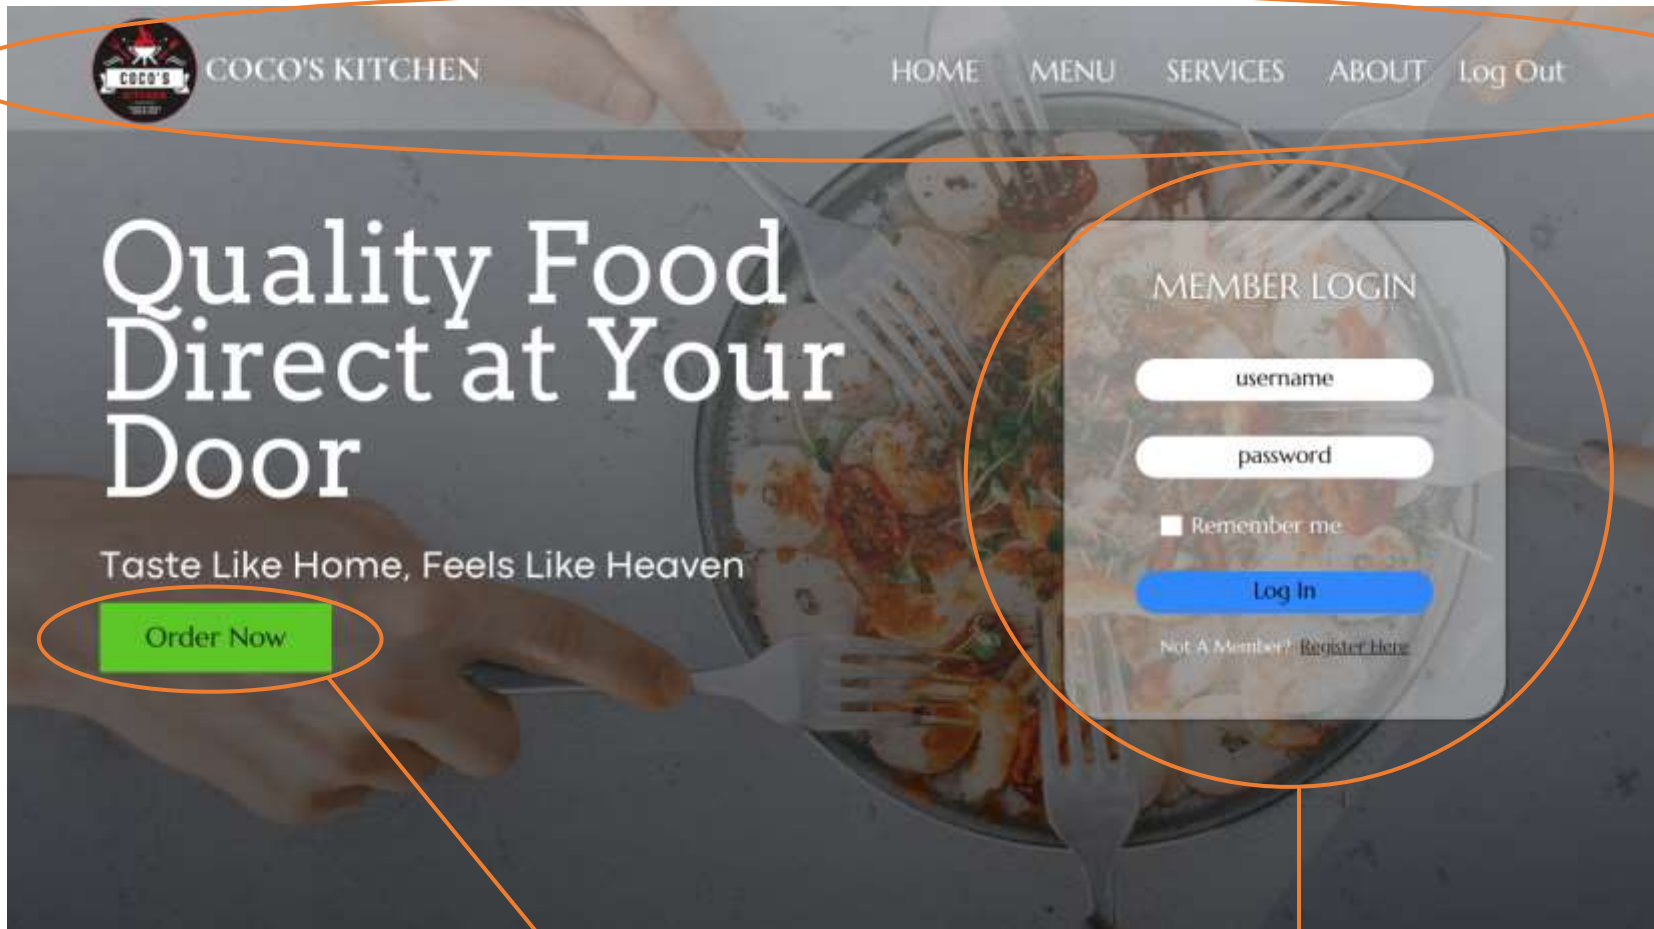 COCO'S
COCO'S KITCHEN
HOME MENU SERVICES ABOUT Log Out
Quality Food
Direct at Your
Door
Taste Like Home, Feels Like Heaven
Order Now
MEMBER LOGIN
username
password
Remember me
Log In
Not A Member? Register Here